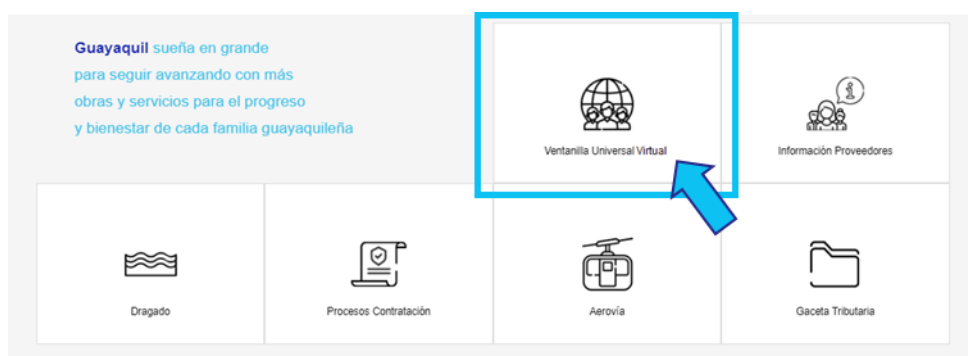 Guayaquil sueña en grande
para seguir avanzando con más
obras y servicios para el progreso
y bienestar de cada familia guayaquileña
Ventanilla Universal Virtual
Información Proveedores
Dragado
Procesos Contratación
Aerovía
Gaceta Tributaria